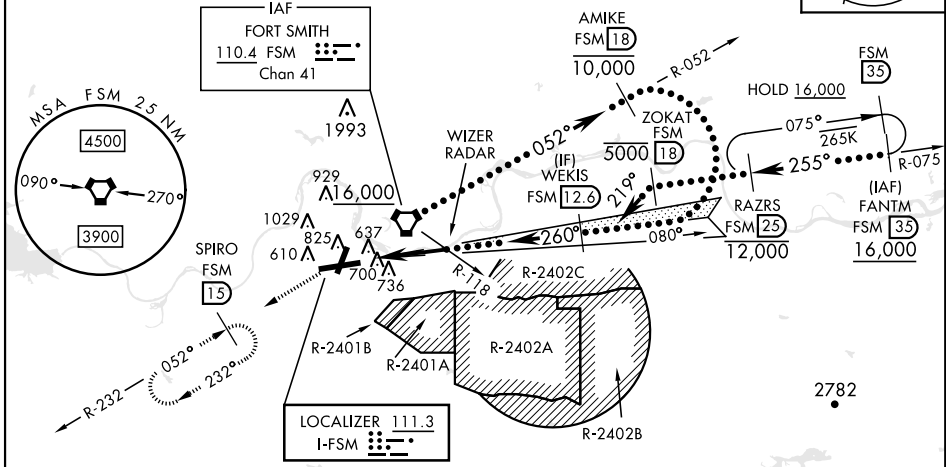 IAF
FORT SMITH
110.4 FSM
Chan 41
MSA FSM 25 NM
4500
090°
270°
3900
1993
929
16,000
1029
825
637
610
700
736
SPIRO
FSM
15
052°
232°
R-232
WIZER
RADAR
052°
AMIKE
FSM 18
10,000
R-052
ZOKAT
FSM
5000 18
(IF)
WEKIS
FSM 12.6
219°
260°
080°
R-118
HOLD 16,000
075°
265K
255°
FSM
35
R-075
RAZRS
FSM 25
12,000
(IAF)
FANTM
FSM 35
16,000
R-2402C
R-2401B
R-2401A
R-2402A
R-2402B
2782
LOCALIZER 111.3
I-FSM